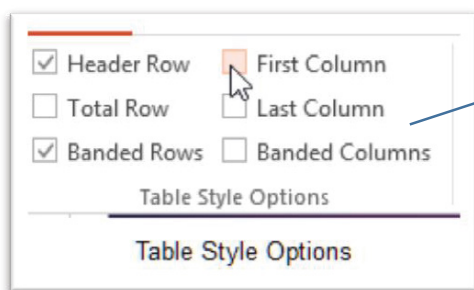 Header Row First Column
Total Row Last Column
Banded Rows Banded Columns
Table Style Options
Table Style Options